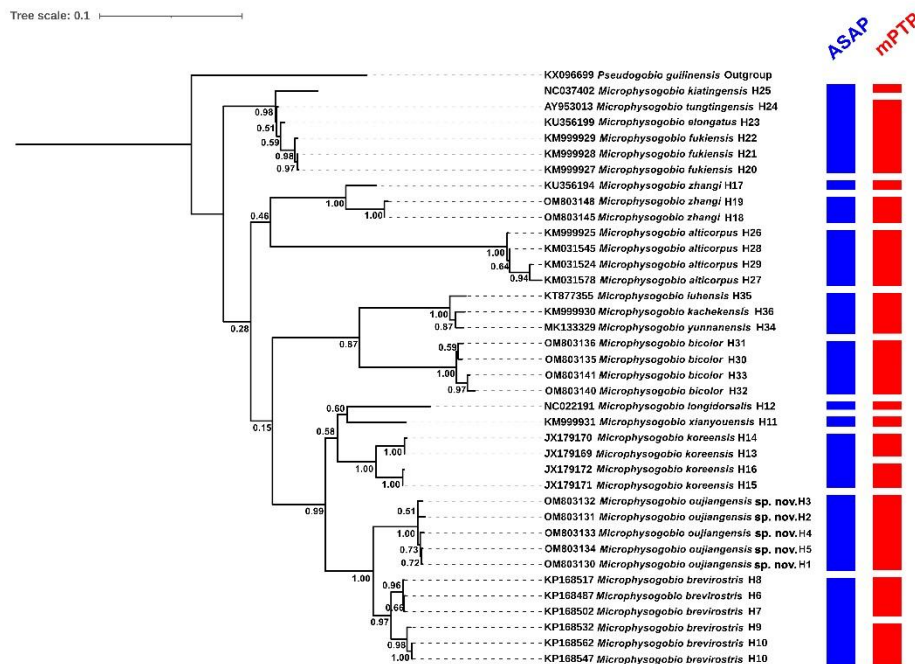 Tree scale: 0.1
ASAP
mPTP
KX096699 Pseudogobio guilinensis Outgroup
NC037402 Microphysogobio kiatingensis H25
AY953013 Microphysogobio tungtingensis H24
KU356199 Microphysogobio elongatus H23
KM999929 Microphysogobio fukiensis H22
KM999928 Microphysogobio fukiensis H21
KM999927 Microphysogobio fukiensis H20
KU356194 Microphysogobio zhangi H17
OM803148 Microphysogobio zhangi H19
OM803145 Microphysogobio zhangi H18
KM999925 Microphysogobio alticorpus H26
KM031545 Microphysogobio alticorpus H28
KM031524 Microphysogobio alticorpus H29
KM031578 Microphysogobio alticorpus H27
KT877355 Microphysogobio luhensis H35
KM999930 Microphysogobio kachekensis H36
MK133329 Microphysogobio yunnanensis H34
OM803136 Microphysogobio bicolor H31
OM803135 Microphysogobio bicolor H30
OM803141 Microphysogobio bicolor H33
OM803140 Microphysogobio bicolor H32
NC022191 Microphysogobio longidorsalis H12
KM999931 Microphysogobio xianyouensis H11
JX179170 Microphysogobio koreensis H14
JX179169 Microphysogobio koreensis H13
JX179172 Microphysogobio koreensis H16
JX179171 Microphysogobio koreensis H15
OM803132 Microphysogobio oujiangensis sp. nov.H3
OM803131 Microphysogobio oujiangensis sp. nov.H2
OM803133 Microphysogobio oujiangensis sp. nov.H4
OM803134 Microphysogobio oujiangensis sp. nov.H5
OM803130 Microphysogobio oujiangensis sp. nov.H1
KP168517 Microphysogobio brevirostris H8
KP168487 Microphysogobio brevirostris H6
KP168502 Microphysogobio brevirostris H7
KP168532 Microphysogobio brevirostris H9
KP168562 Microphysogobio brevirostris H10
KP168547 Microphysogobio brevirostris H10
0.98
0.51
0.59
0.98
0.97
1.00
1.00
0.46
1.00
0.64
0.94
0.28
1.00
0.87
0.87
0.59
1.00
0.97
0.15
0.60
0.58
1.00
1.00
0.99
0.51
1.00
0.73
0.72
1.00
0.96
0.66
0.97
0.98
1.00